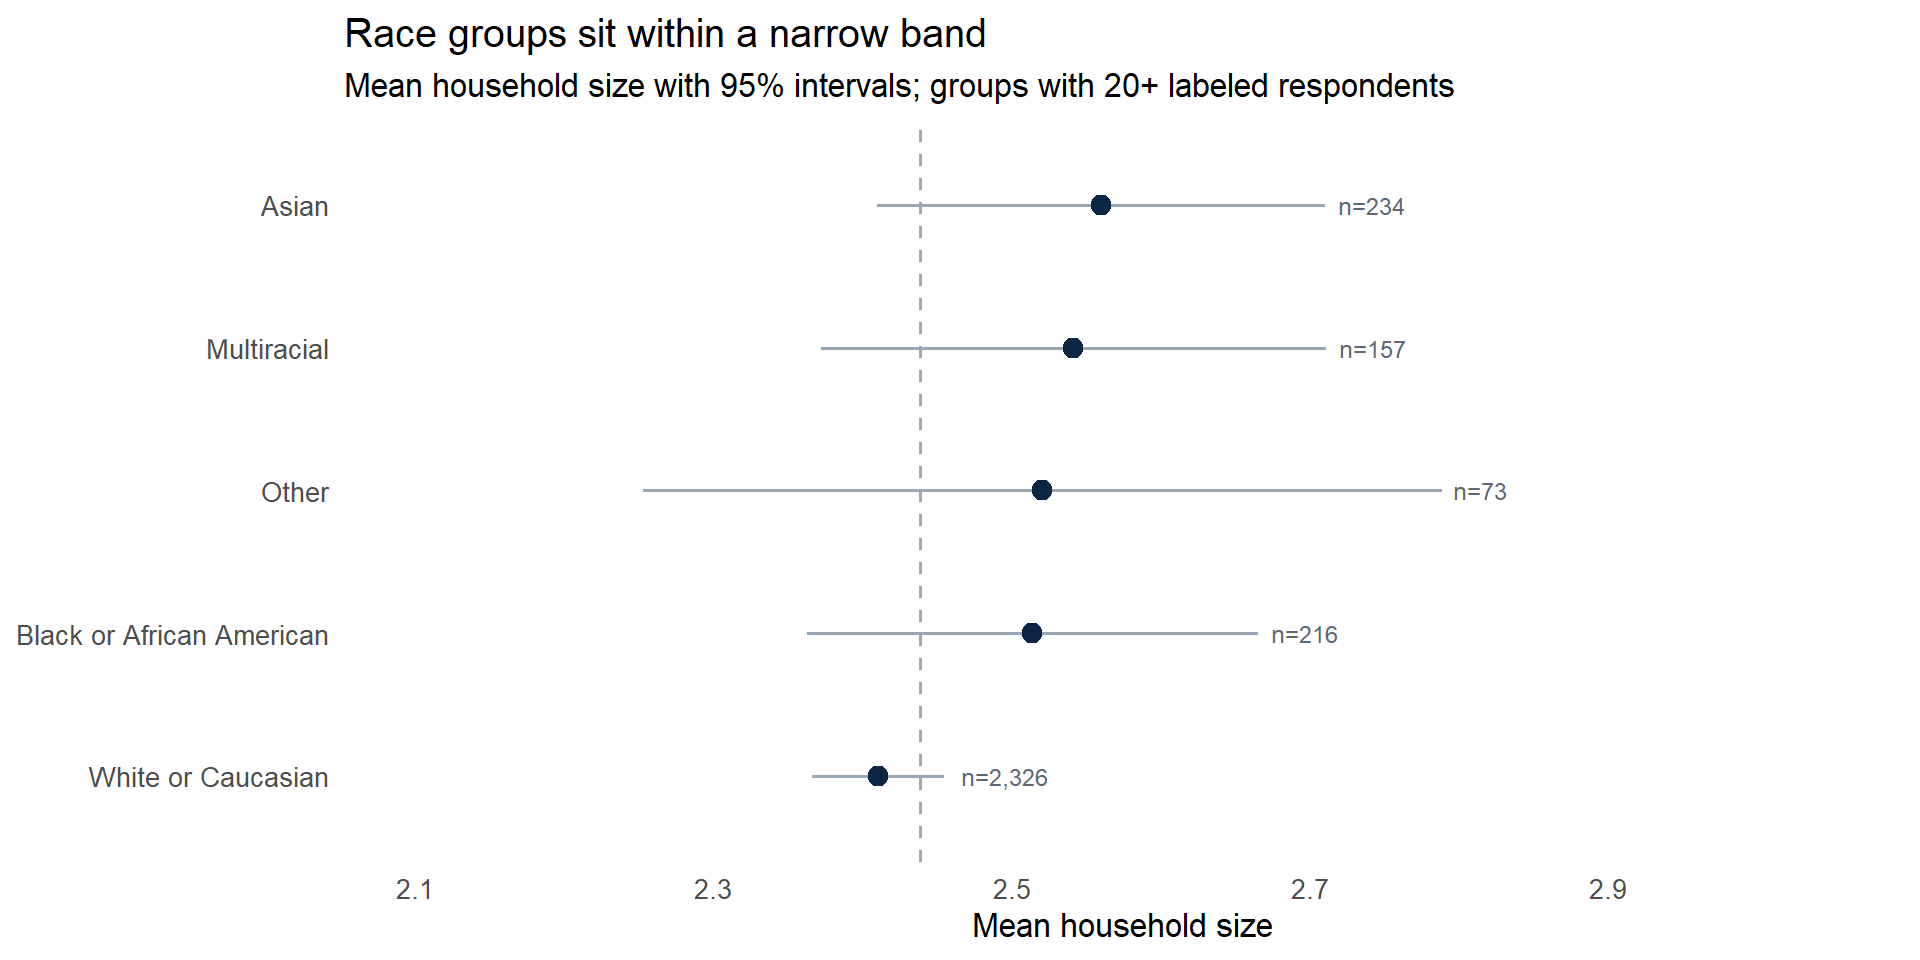 Race groups sit within a narrow band
Mean household size with 95% intervals; groups with 20+ labeled respondents
Asian
n=234
Multiracial
n=157
Other
n=73
Black or African American
n=216
White or Caucasian
n=2,326
2.1
2.3
2.5
2.7
2.9
Mean household size